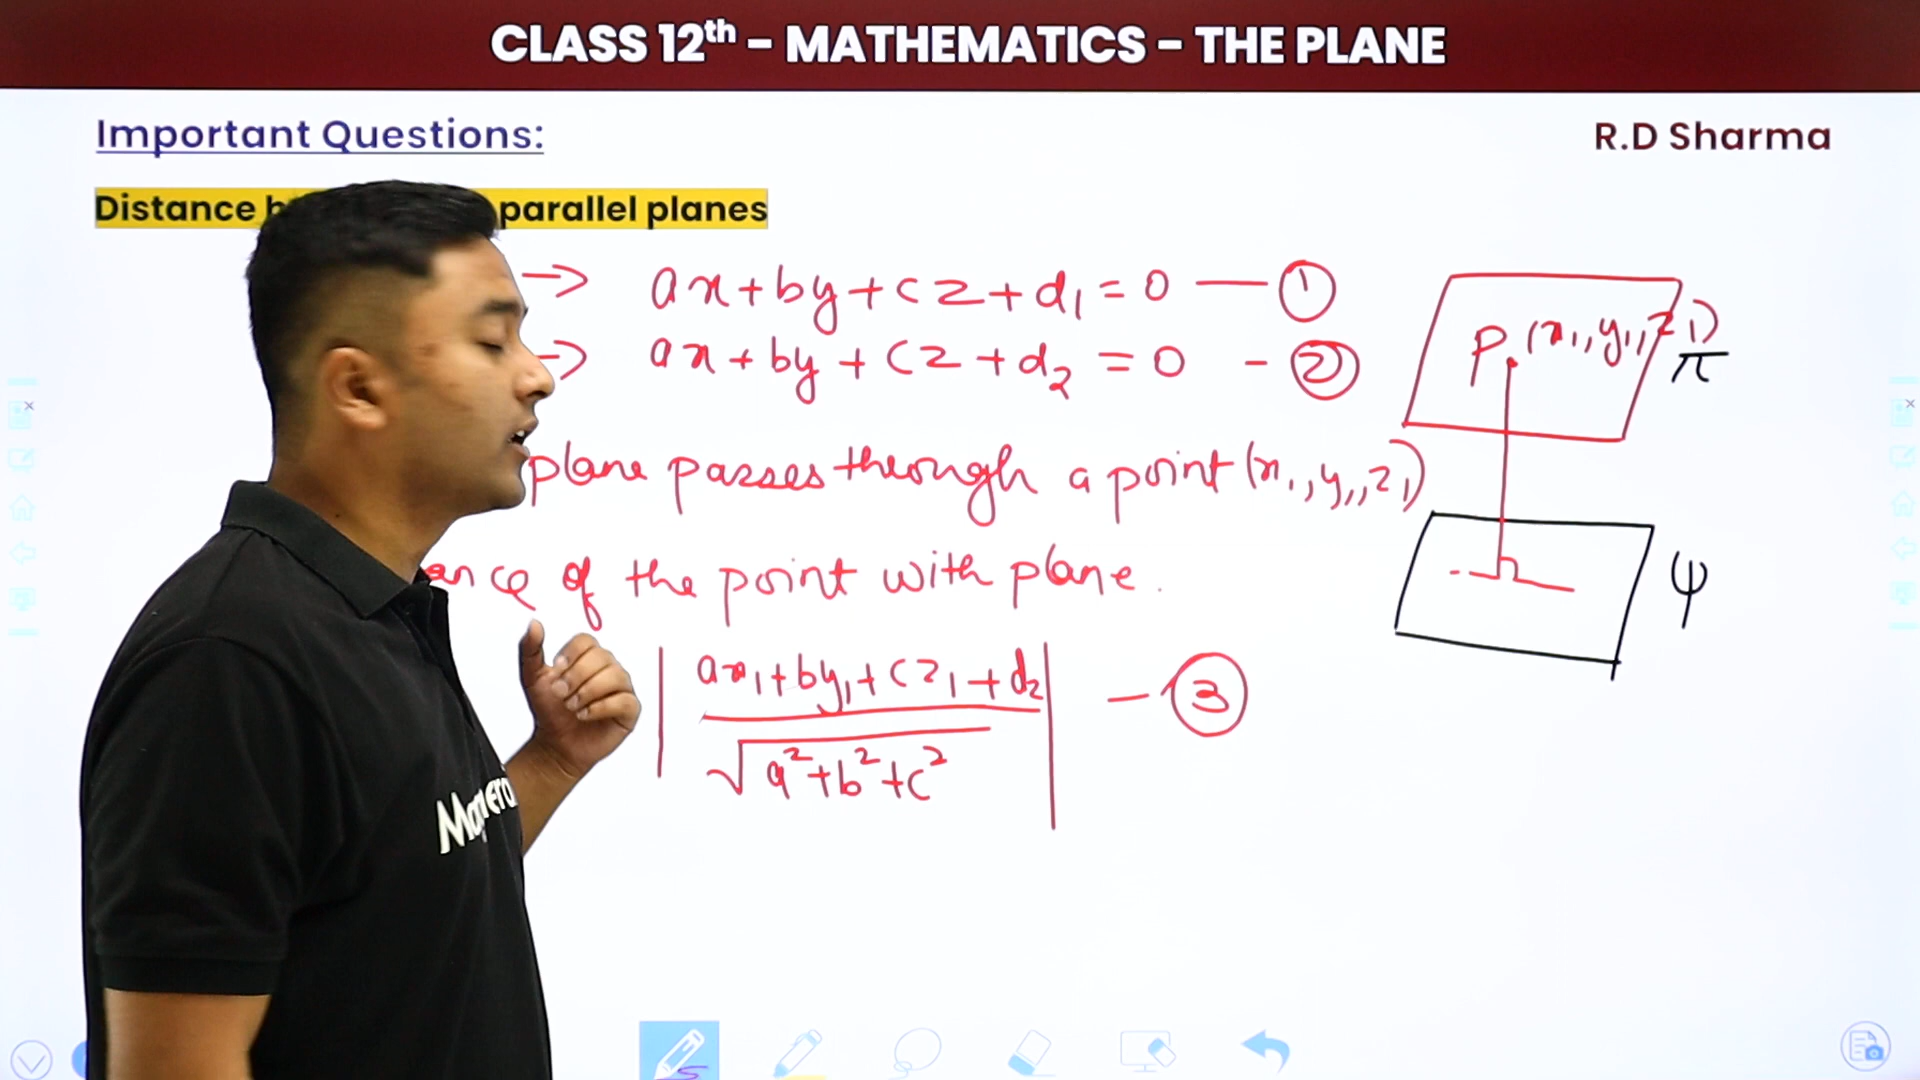 CLASS 12th – MATHEMATICS – THE PLANE
Important Questions:
R.D Sharma
Distance parallel planes
→ ax+by+cz+d₁=0 — ①
→ ax+by+cz+d₂=0 - ②
plane passes through a point (x₁,y₁,z₁)
of the point with plane.
| ax₁+by₁+cz₁+d₂ / √a²+b²+c² | — ③
P (x₁,y₁,z₁)
π
ψ